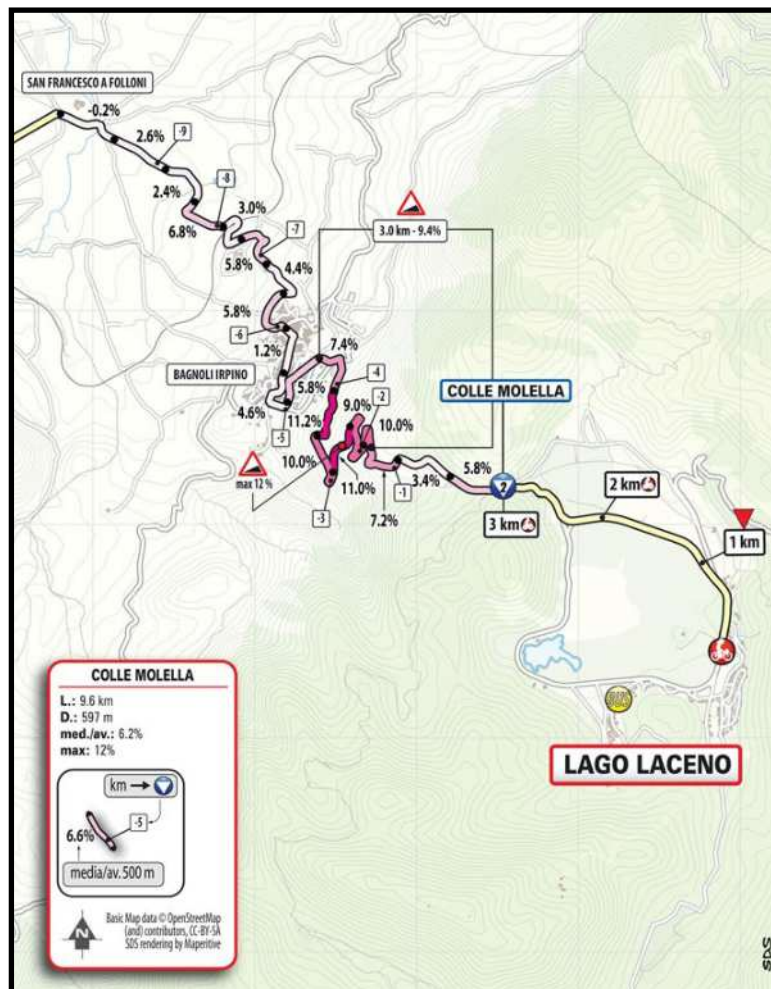 SAN FRANCESCO A FOLLONI
-0.2%
2.6%
-9
2.4%
-8
3.0%
6.8%
-7
5.8%
4.4%
3.0 km - 9.4%
5.8%
-6
1.2%
7.4%
BAGNOLI IRPINO
5.8%
-4
COLLE MOLELLA
4.6%
-5
11.2%
9.0%
-2
10.0%
10.0%
max 12 %
11.0%
-3
7.2%
-1
3.4%
5.8%
2
3 km
2 km
1 km
BUS
LAGO LACENO
COLLE MOLELLA
L.: 9.6 km
D.: 597 m
med./av.: 6.2%
max: 12%
km
-5
6.6%
media/av. 500 m
N
Basic Map data © OpenStreetMap
(and) contributors, CC-BY-SA
SDS rendering by Maperitive
SDS